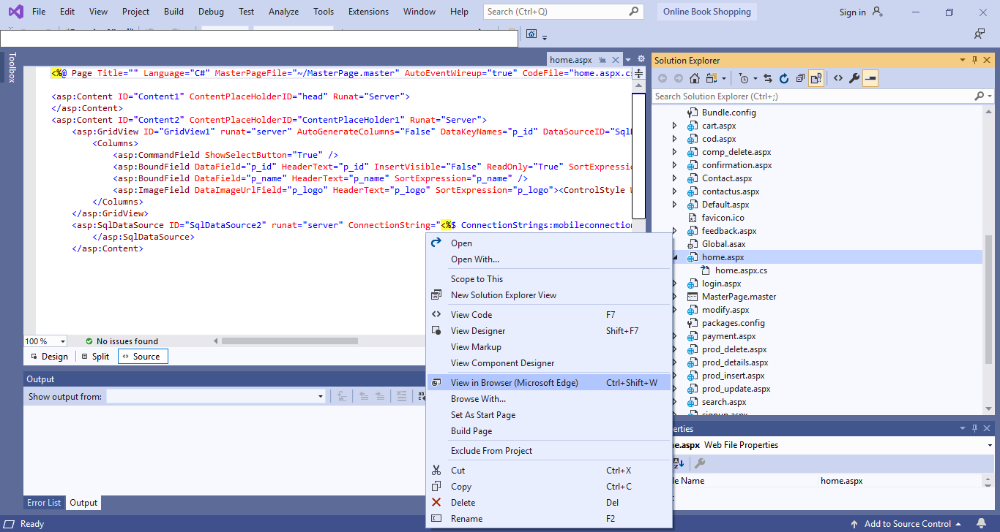 File Edit View Project Build Debug Test Analyze Tools Extensions Window Help Search (Ctrl+Q) Online Book Shopping Sign in
Toolbox
home.aspx
<%@ Page Title="" Language="C#" MasterPageFile="~/MasterPage.master" AutoEventWireup="true" CodeFile="home.aspx.cs
<asp:Content ID="Content1" ContentPlaceHolderID="head" Runat="Server">
</asp:Content>
<asp:Content ID="Content2" ContentPlaceHolderID="ContentPlaceHolder1" Runat="Server">
<asp:GridView ID="GridView1" runat="server" AutoGenerateColumns="False" DataKeyNames="p_id" DataSourceID="SqlD
<Columns>
<asp:CommandField ShowSelectButton="True" />
<asp:BoundField DataField="p_id" HeaderText="p_id" InsertVisible="False" ReadOnly="True" SortExpression
<asp:BoundField DataField="p_name" HeaderText="p_name" SortExpression="p_name" />
<asp:ImageField DataImageUrlField="p_logo" HeaderText="p_logo" SortExpression="p_logo"><ControlStyle W
</Columns>
</asp:GridView>
<asp:SqlDataSource ID="SqlDataSource2" runat="server" ConnectionString="<%$ ConnectionStrings:mobileconnection
</asp:SqlDataSource>
</asp:Content>
100 % No issues found
Design Split Source
Output
Show output from:
Error List Output
Open
Open With...
Scope to This
New Solution Explorer View
View Code F7
View Designer Shift+F7
View Markup
View Component Designer
View in Browser (Microsoft Edge) Ctrl+Shift+W
Browse With...
Set As Start Page
Build Page
Exclude From Project
Cut Ctrl+X
Copy Ctrl+C
Delete Del
Rename F2
Solution Explorer
Search Solution Explorer (Ctrl+;)
Bundle.config
cart.aspx
cod.aspx
comp_delete.aspx
confirmation.aspx
Contact.aspx
contactus.aspx
Default.aspx
favicon.ico
feedback.aspx
Global.asax
home.aspx
home.aspx.cs
login.aspx
MasterPage.master
modify.aspx
packages.config
payment.aspx
prod_delete.aspx
prod_details.aspx
prod_insert.aspx
prod_update.aspx
search.aspx
signup.aspx
erties
e.aspx Web File Properties
le Name home.aspx
Ready Add to Source Control